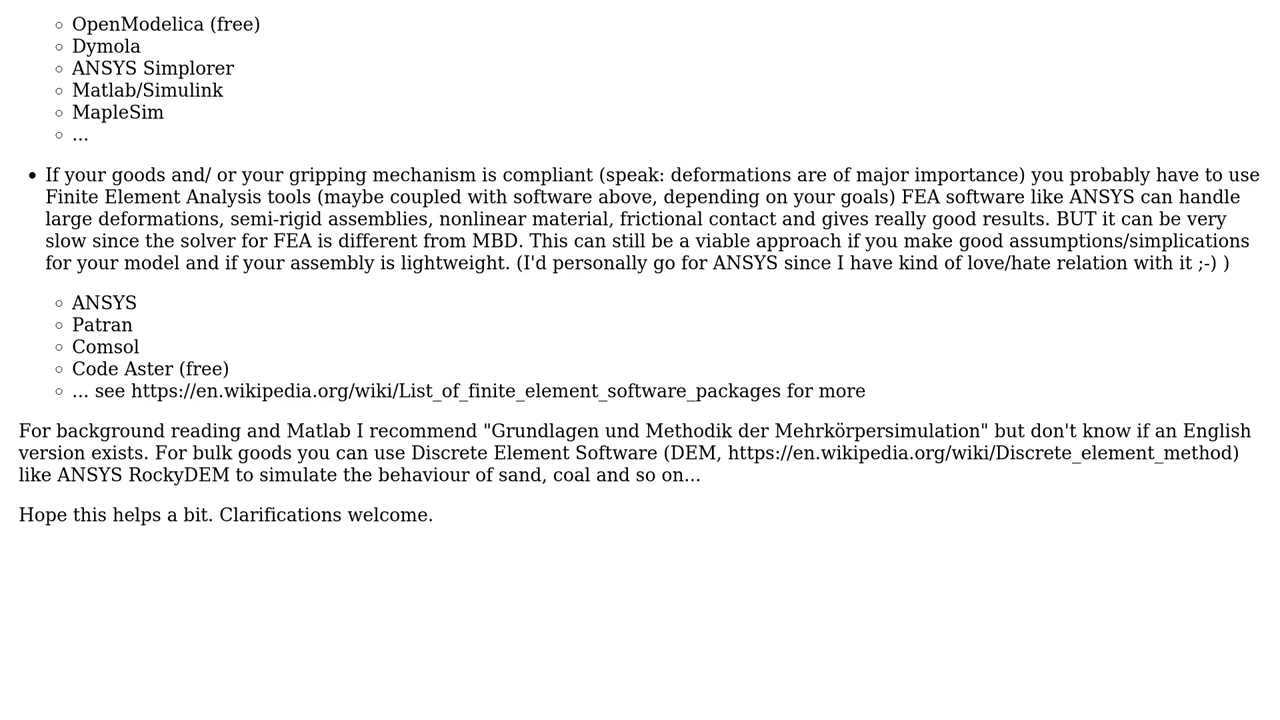 OpenModelica (free)
Dymola
ANSYS Simplorer
Matlab/Simulink
MapleSim
...
If your goods and/ or your gripping mechanism is compliant (speak: deformations are of major importance) you probably have to use
Finite Element Analysis tools (maybe coupled with software above, depending on your goals) FEA software like ANSYS can handle
large deformations, semi-rigid assemblies, nonlinear material, frictional contact and gives really good results. BUT it can be very
slow since the solver for FEA is different from MBD. This can still be a viable approach if you make good assumptions/simplications
for your model and if your assembly is lightweight. (I'd personally go for ANSYS since I have kind of love/hate relation with it ;-) )
ANSYS
Patran
Comsol
Code Aster (free)
... see https://en.wikipedia.org/wiki/List_of_finite_element_software_packages for more
For background reading and Matlab I recommend "Grundlagen und Methodik der Mehrkörpersimulation" but don't know if an English
version exists. For bulk goods you can use Discrete Element Software (DEM, https://en.wikipedia.org/wiki/Discrete_element_method)
like ANSYS RockyDEM to simulate the behaviour of sand, coal and so on...
Hope this helps a bit. Clarifications welcome.